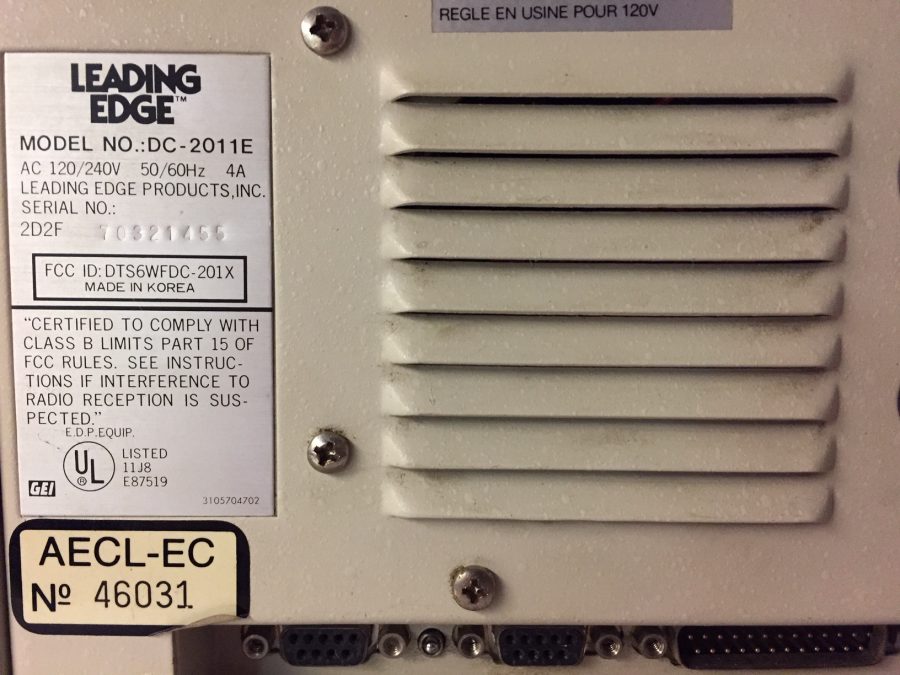 REGLE EN USINE POUR 120V
LEADING
EDGE™
MODEL NO.:DC-2011E
AC 120/240V 50/60Hz 4A
LEADING EDGE PRODUCTS,INC.
SERIAL NO.:
2D2F 70321455
FCC ID:DTS6WFDC-201X
MADE IN KOREA
“CERTIFIED TO COMPLY WITH
CLASS B LIMITS PART 15 OF
FCC RULES. SEE INSTRUC-
TIONS IF INTERFERENCE TO
RADIO RECEPTION IS SUS-
PECTED.”
E.D.P.EQUIP.
UL®
LISTED
11J8
E87519
GEI
3105704702
AECL-EC
Nº 46031